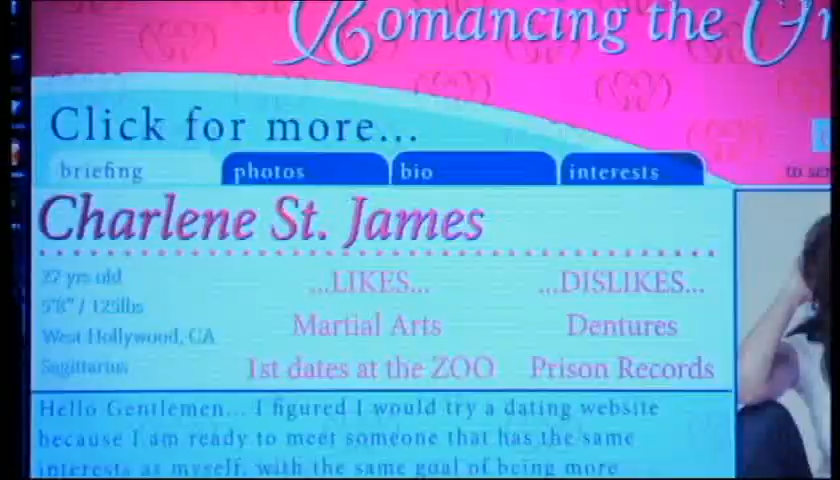 Romancing the
Click for more...
briefing
photos
bio
interests
to
Charlene St. James
27 yrs old
5'8" / 125lbs
West Hollywood, CA
Sagittarius
...LIKES...
Martial Arts
1st dates at the ZOO
...DISLIKES...
Dentures
Prison Records
Hello Gentlemen... I figured I would try a dating website
because I am ready to meet someone that has the same
interests as myself, with the same goal of being more